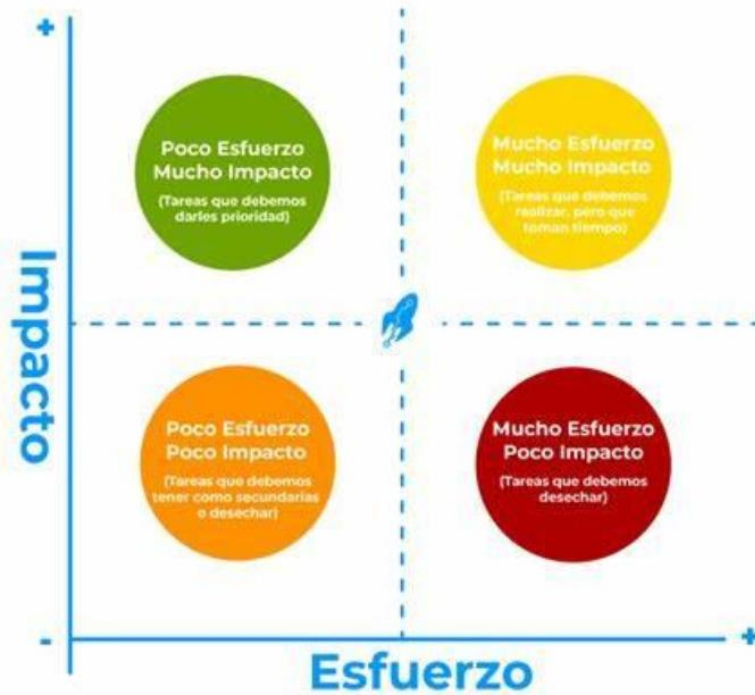 +
Poco Esfuerzo
Mucho Impacto
(Tareas que debemos
darles prioridad)
Mucho Esfuerzo
Mucho Impacto
(Tareas que debemos
realizar, pero que
toman tiempo)
Impacto
Poco Esfuerzo
Poco Impacto
(Tareas que debemos
tener como secundarias
o desechar)
Mucho Esfuerzo
Poco Impacto
(Tareas que debemos
desechar)
-
+
Esfuerzo